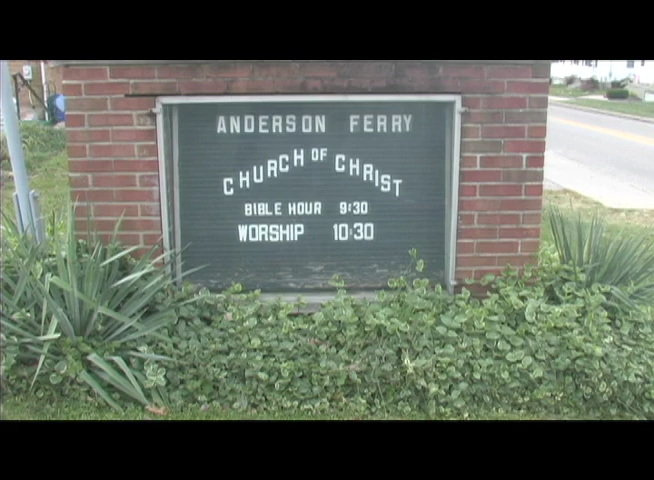 ANDERSON FERRY
CHURCH OF CHRIST
BIBLE HOUR 9:30
WORSHIP 10:30